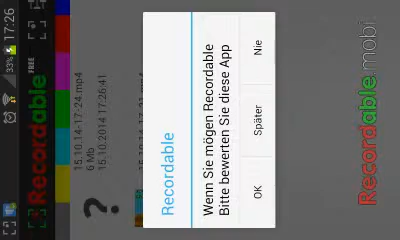 17:26
33%
Recordable FREE
15.10.14-17-24.mp4
6 Mb
15.10.2014 17:26:41
?
Recordable
Wenn Sie mögen Recordable
Bitte bewerten Sie diese App
OK
Später
Nie
Recordable.mobi